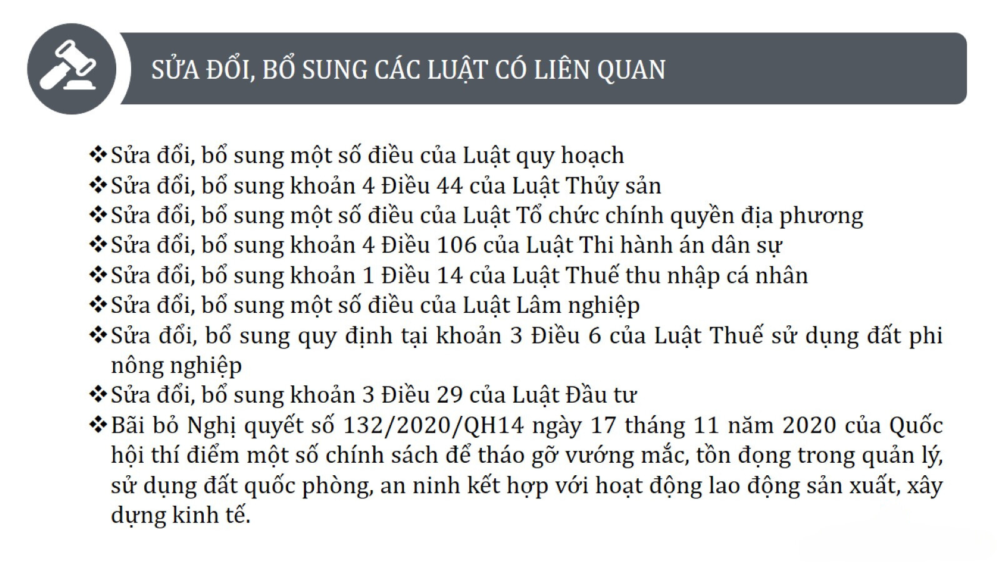 SỬA ĐỔI, BỔ SUNG CÁC LUẬT CÓ LIÊN QUAN
❖Sửa đổi, bổ sung một số điều của Luật quy hoạch
❖Sửa đổi, bổ sung khoản 4 Điều 44 của Luật Thủy sản
❖Sửa đổi, bổ sung một số điều của Luật Tổ chức chính quyền địa phương
❖Sửa đổi, bổ sung khoản 4 Điều 106 của Luật Thi hành án dân sự
❖Sửa đổi, bổ sung khoản 1 Điều 14 của Luật Thuế thu nhập cá nhân
❖Sửa đổi, bổ sung một số điều của Luật Lâm nghiệp
❖Sửa đổi, bổ sung quy định tại khoản 3 Điều 6 của Luật Thuế sử dụng đất phi
nông nghiệp
❖Sửa đổi, bổ sung khoản 3 Điều 29 của Luật Đầu tư
❖Bãi bỏ Nghị quyết số 132/2020/QH14 ngày 17 tháng 11 năm 2020 của Quốc
hội thí điểm một số chính sách để tháo gỡ vướng mắc, tồn đọng trong quản lý,
sử dụng đất quốc phòng, an ninh kết hợp với hoạt động lao động sản xuất, xây
dựng kinh tế.